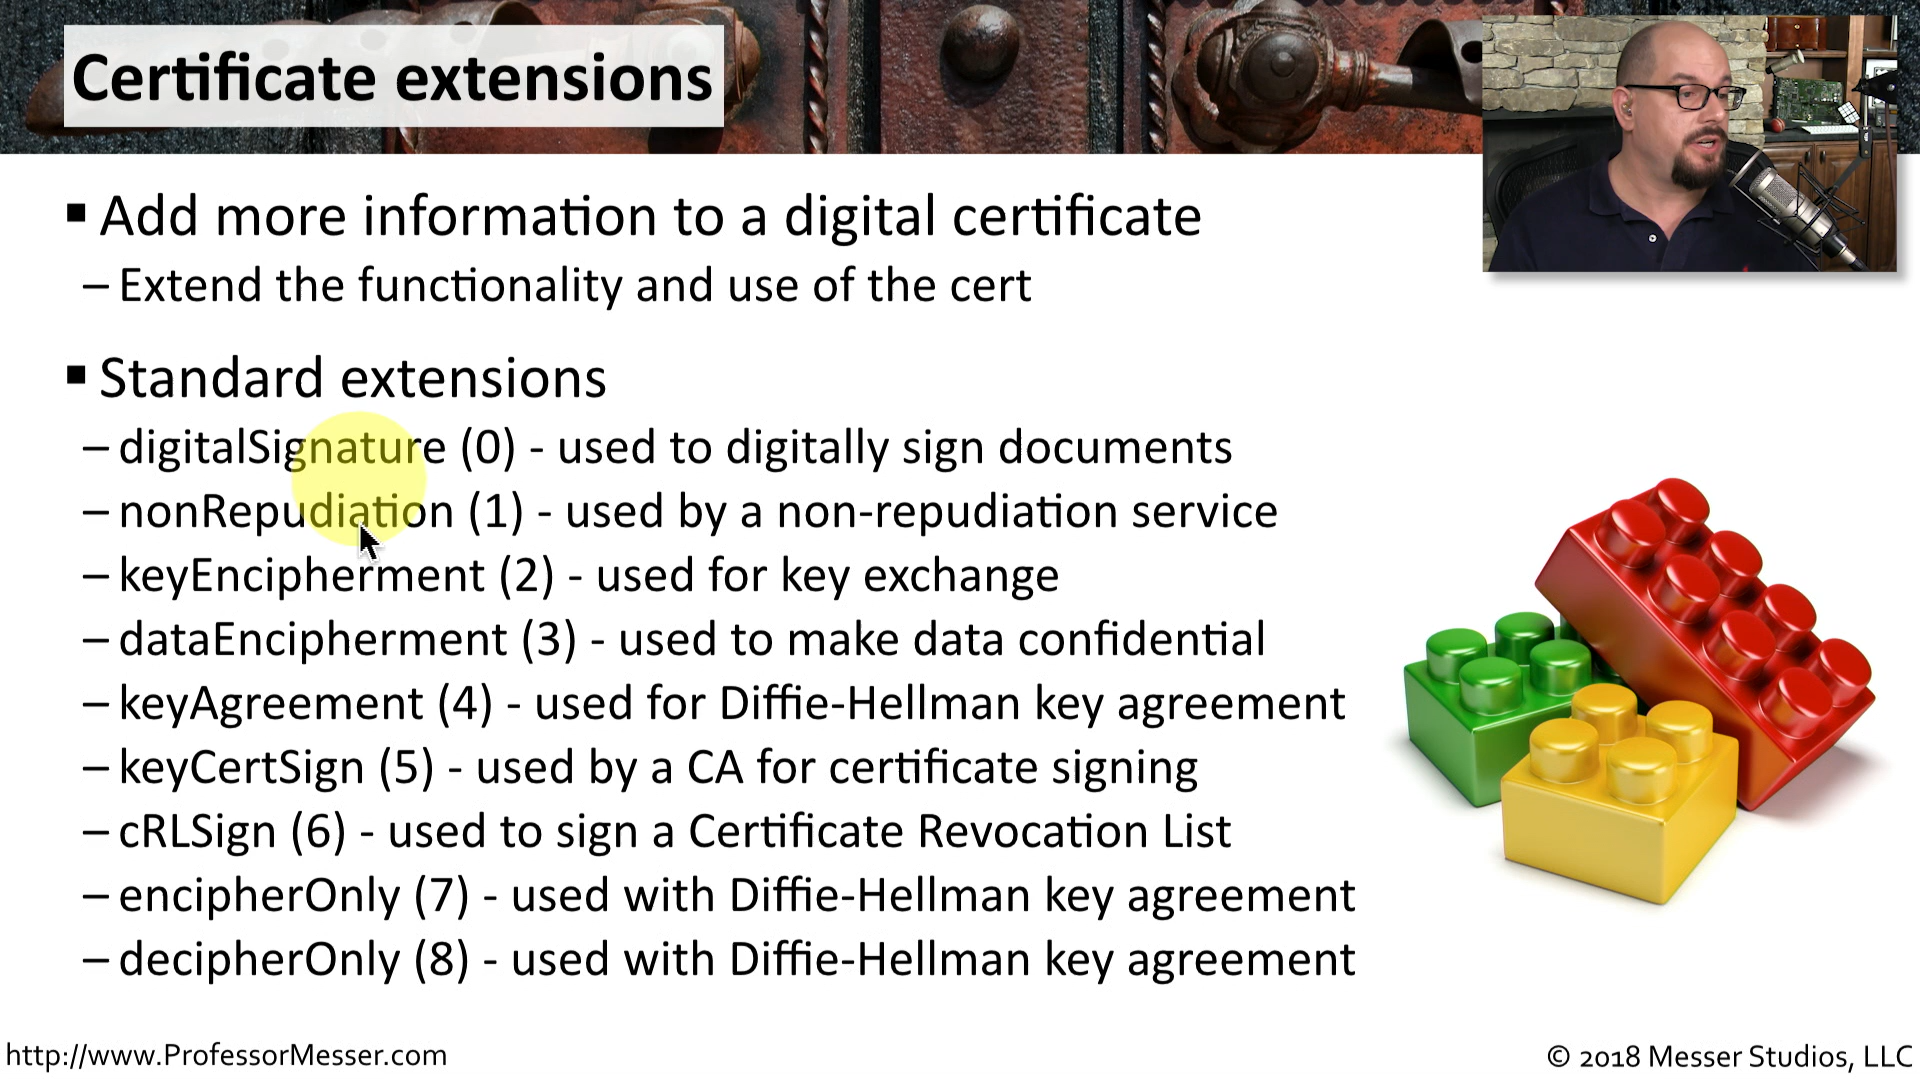 Certificate extensions
▪ Add more information to a digital certificate
– Extend the functionality and use of the cert
▪ Standard extensions
– digitalSignature (0) - used to digitally sign documents
– nonRepudiation (1) - used by a non-repudiation service
– keyEncipherment (2) - used for key exchange
– dataEncipherment (3) - used to make data confidential
– keyAgreement (4) - used for Diffie-Hellman key agreement
– keyCertSign (5) - used by a CA for certificate signing
– cRLSign (6) - used to sign a Certificate Revocation List
– encipherOnly (7) - used with Diffie-Hellman key agreement
– decipherOnly (8) - used with Diffie-Hellman key agreement
http://www.ProfessorMesser.com
© 2018 Messer Studios, LLC